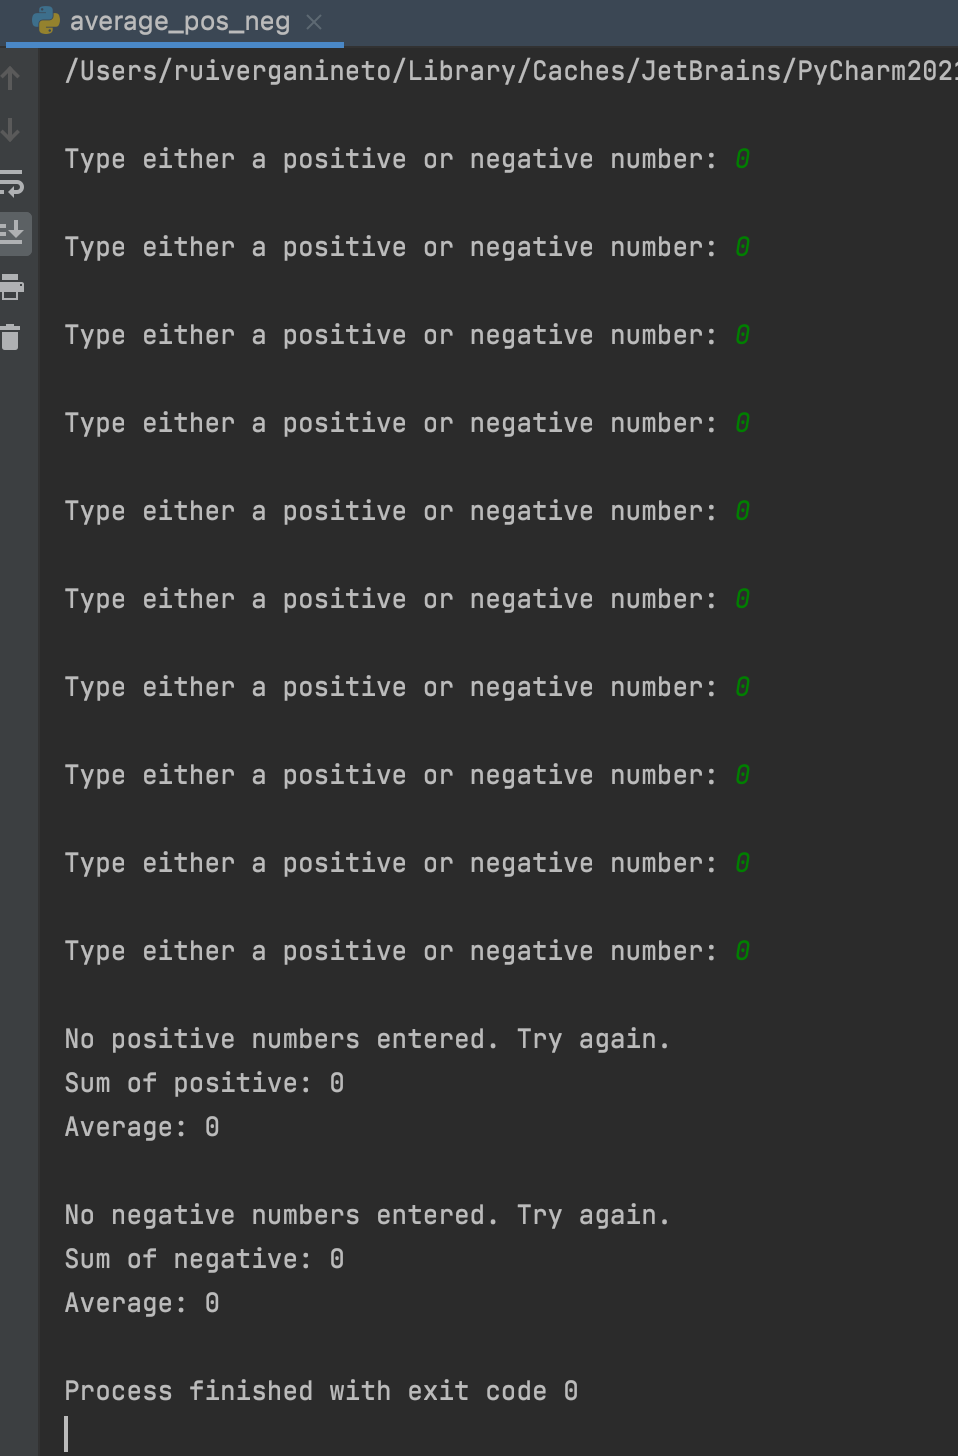 average_pos_neg
/Users/ruiverganineto/Library/Caches/JetBrains/PyCharm2021
Type either a positive or negative number: 0
Type either a positive or negative number: 0
Type either a positive or negative number: 0
Type either a positive or negative number: 0
Type either a positive or negative number: 0
Type either a positive or negative number: 0
Type either a positive or negative number: 0
Type either a positive or negative number: 0
Type either a positive or negative number: 0
Type either a positive or negative number: 0
No positive numbers entered. Try again.
Sum of positive: 0
Average: 0
No negative numbers entered. Try again.
Sum of negative: 0
Average: 0
Process finished with exit code 0